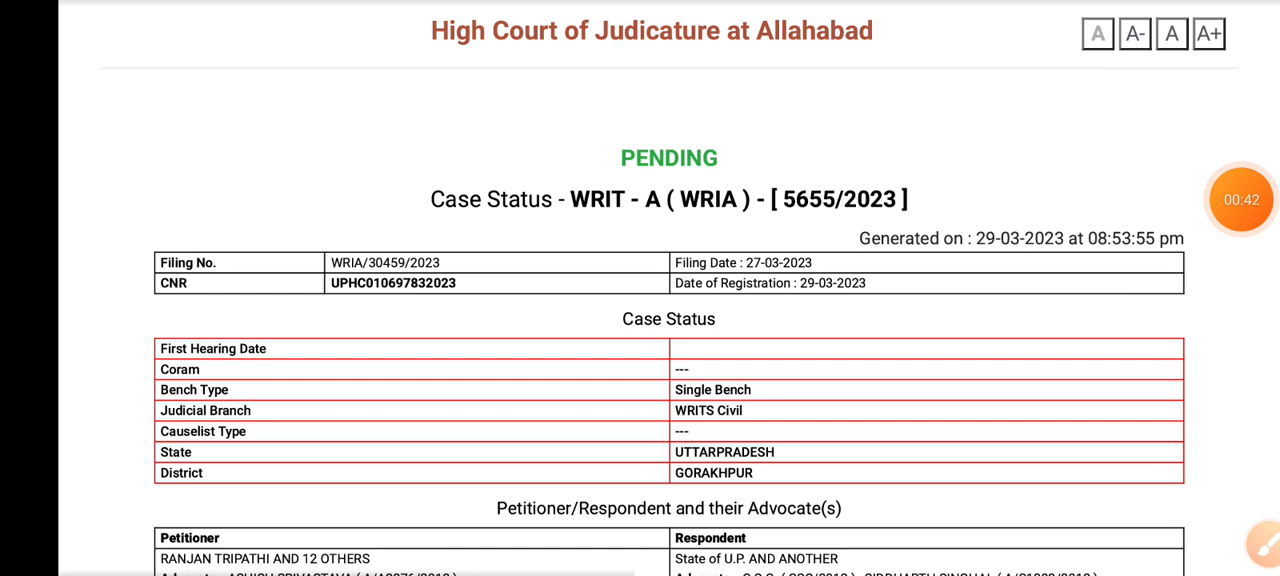 High Court of Judicature at Allahabad
A A- A A+
PENDING
Case Status - WRIT - A ( WRIA ) - [ 5655/2023 ]
00:42
Generated on : 29-03-2023 at 08:53:55 pm
Filing No. WRIA/30459/2023 Filing Date : 27-03-2023
CNR UPHC010697832023 Date of Registration : 29-03-2023
Case Status
First Hearing Date
Coram ---
Bench Type Single Bench
Judicial Branch WRITS Civil
Causelist Type ---
State UTTARPRADESH
District GORAKHPUR
Petitioner/Respondent and their Advocate(s)
Petitioner Respondent
RANJAN TRIPATHI AND 12 OTHERS State of U.P. AND ANOTHER